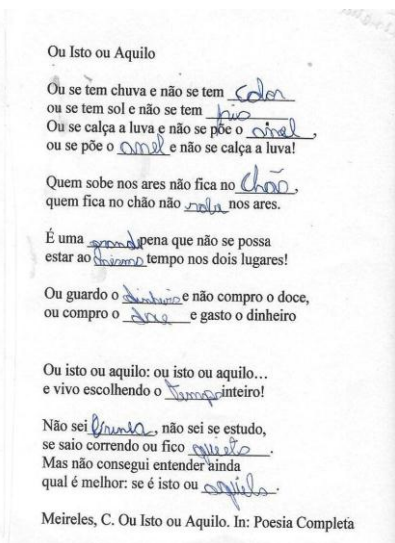 Ou Isto ou Aquilo
Ou se tem chuva e não se tem Calor
ou se tem sol e não se tem frio
Ou se calça a luva e não se põe o anel,
ou se põe o anel e não se calça a luva!
Quem sobe nos ares não fica no Chão,
quem fica no chão não sobe nos ares.
É uma grande pena que não se possa
estar ao mesmo tempo nos dois lugares!
Ou guardo o dinheiro e não compro o doce,
ou compro o doce e gasto o dinheiro
Ou isto ou aquilo: ou isto ou aquilo...
e vivo escolhendo o tempo inteiro!
Não sei, não sei se estudo,
se saio correndo ou fico quieto.
Mas não consegui entender ainda
qual é melhor: se é isto ou aquilo.
Meireles, C. Ou Isto ou Aquilo. In: Poesia Completa